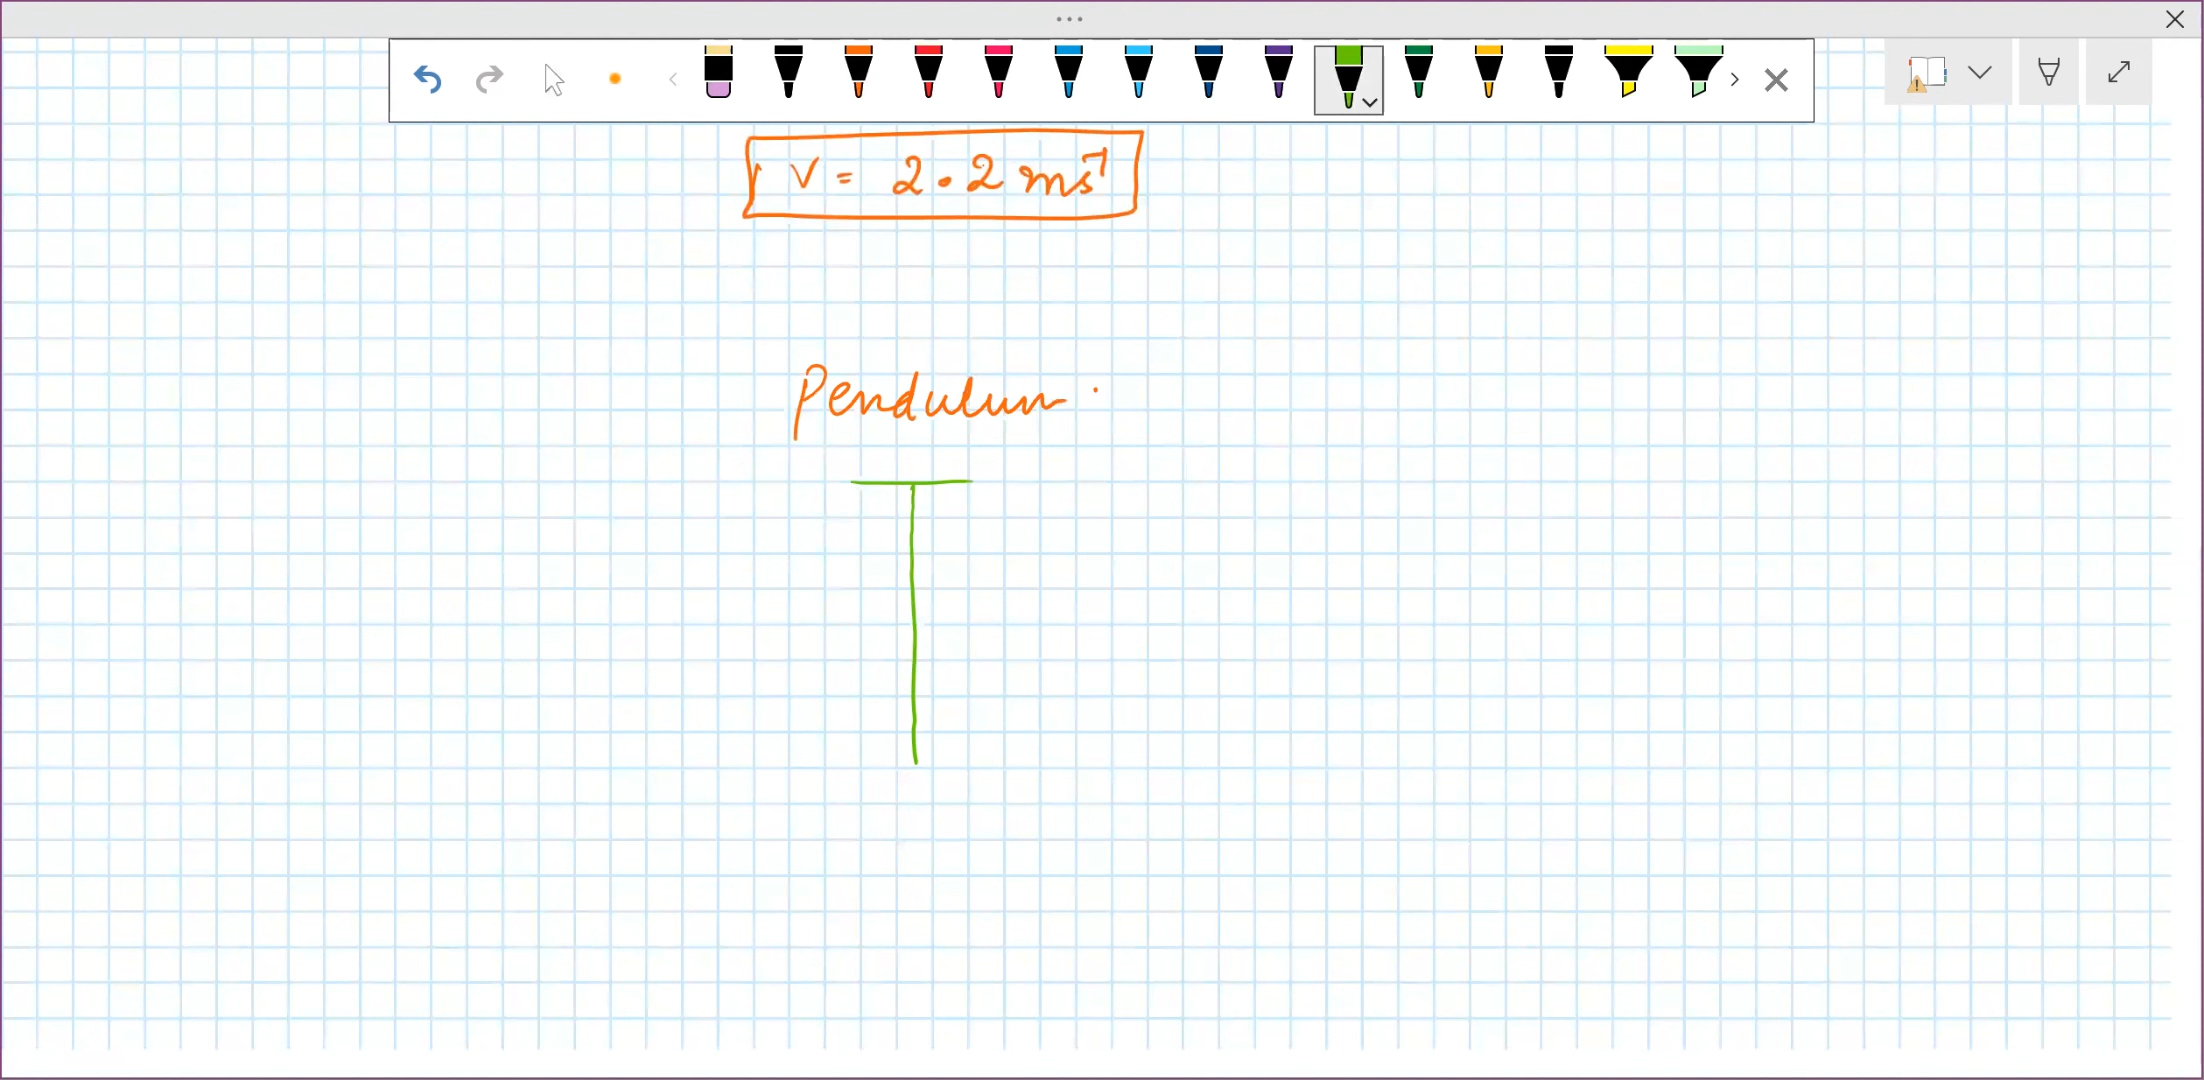 V = 2.2 ms⁻¹
Pendulum.